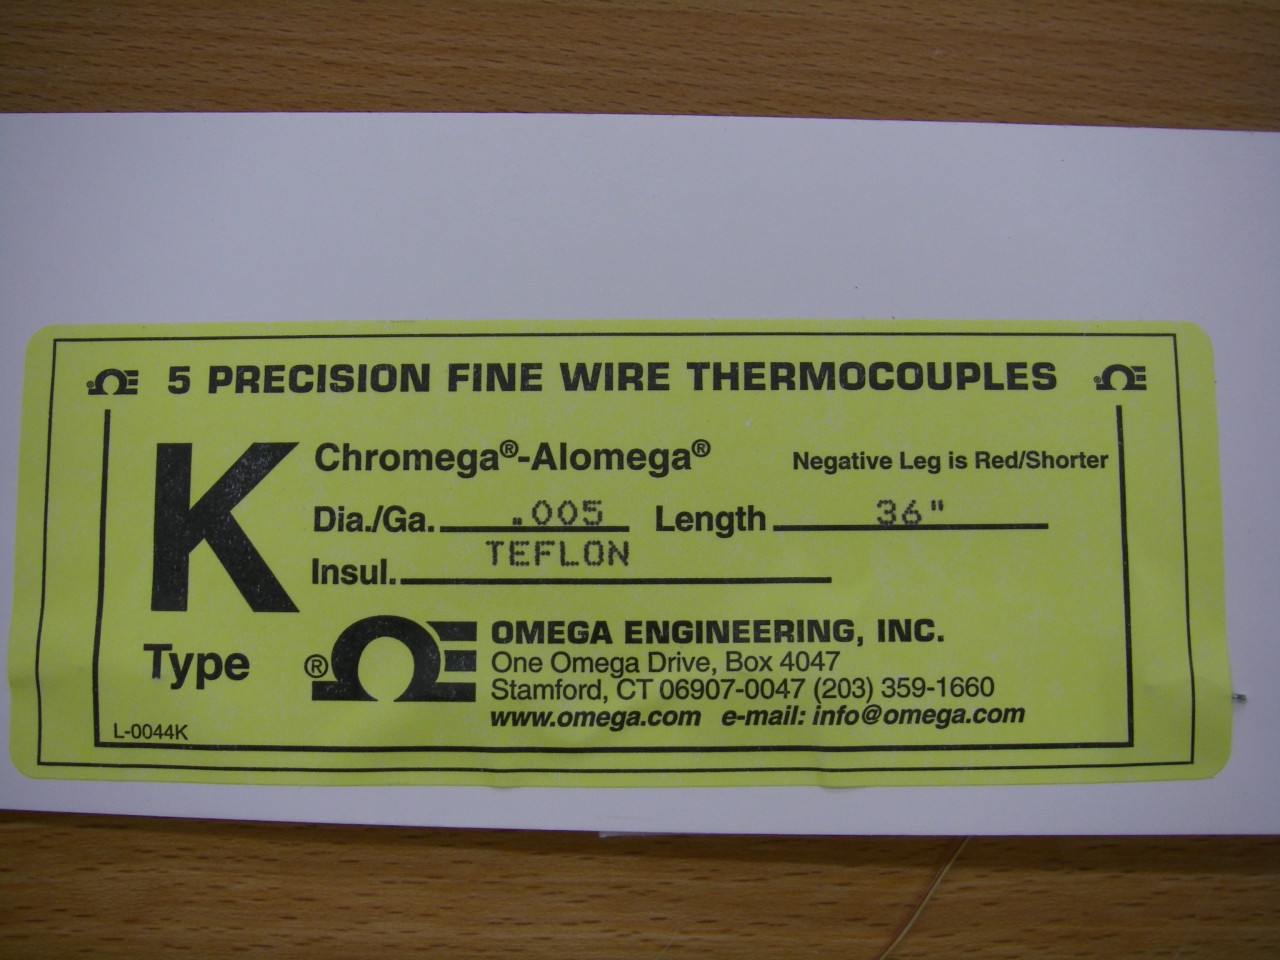 5 PRECISION FINE WIRE THERMOCOUPLES
K Chromega®-Alomega® Negative Leg is Red/Shorter
Dia./Ga. .005 Length 36"
Insul. TEFLON
Type
® OMEGA ENGINEERING, INC.
One Omega Drive, Box 4047
Stamford, CT 06907-0047 (203) 359-1660
www.omega.com e-mail: info@omega.com
L-0044K